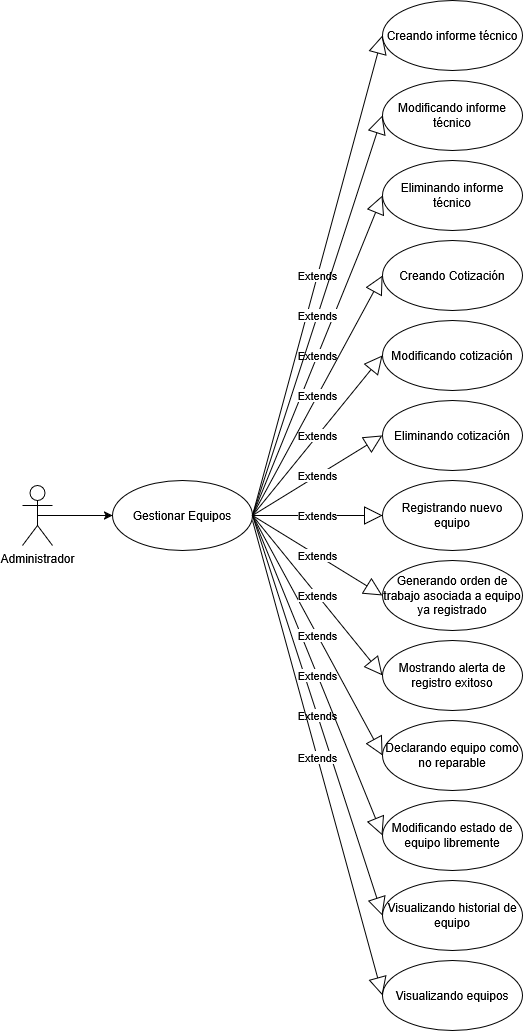 Creando informe técnico
Modificando informe
técnico
Eliminando informe
técnico
Extends
Creando Cotización
Extends
Extends
Modificando cotización
Extends
Extends
Eliminando cotización
Extends
Administrador
Gestionar Equipos
Extends
Registrando nuevo
equipo
Extends
Generando orden de
trabajo asociada a equipo
ya registrado
Extends
Extends
Mostrando alerta de
registro exitoso
Extends
Extends
Declarando equipo como
no reparable
Extends
Modificando estado de
equipo libremente
Visualizando historial de
equipo
Visualizando equipos